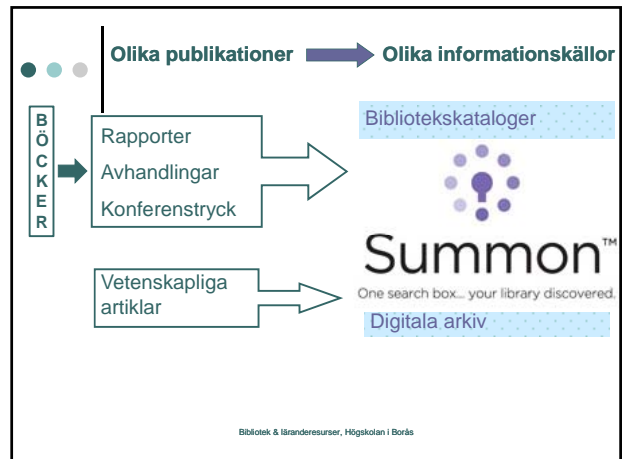 Olika publikationer
Olika informationskällor
BÖCKER
Rapporter
Avhandlingar
Konferenstryck
Bibliotekskataloger
Summon™
One search box... your library discovered.
Vetenskapliga
artiklar
Digitala arkiv
Bibliotek & läranderesurser, Högskolan i Borås